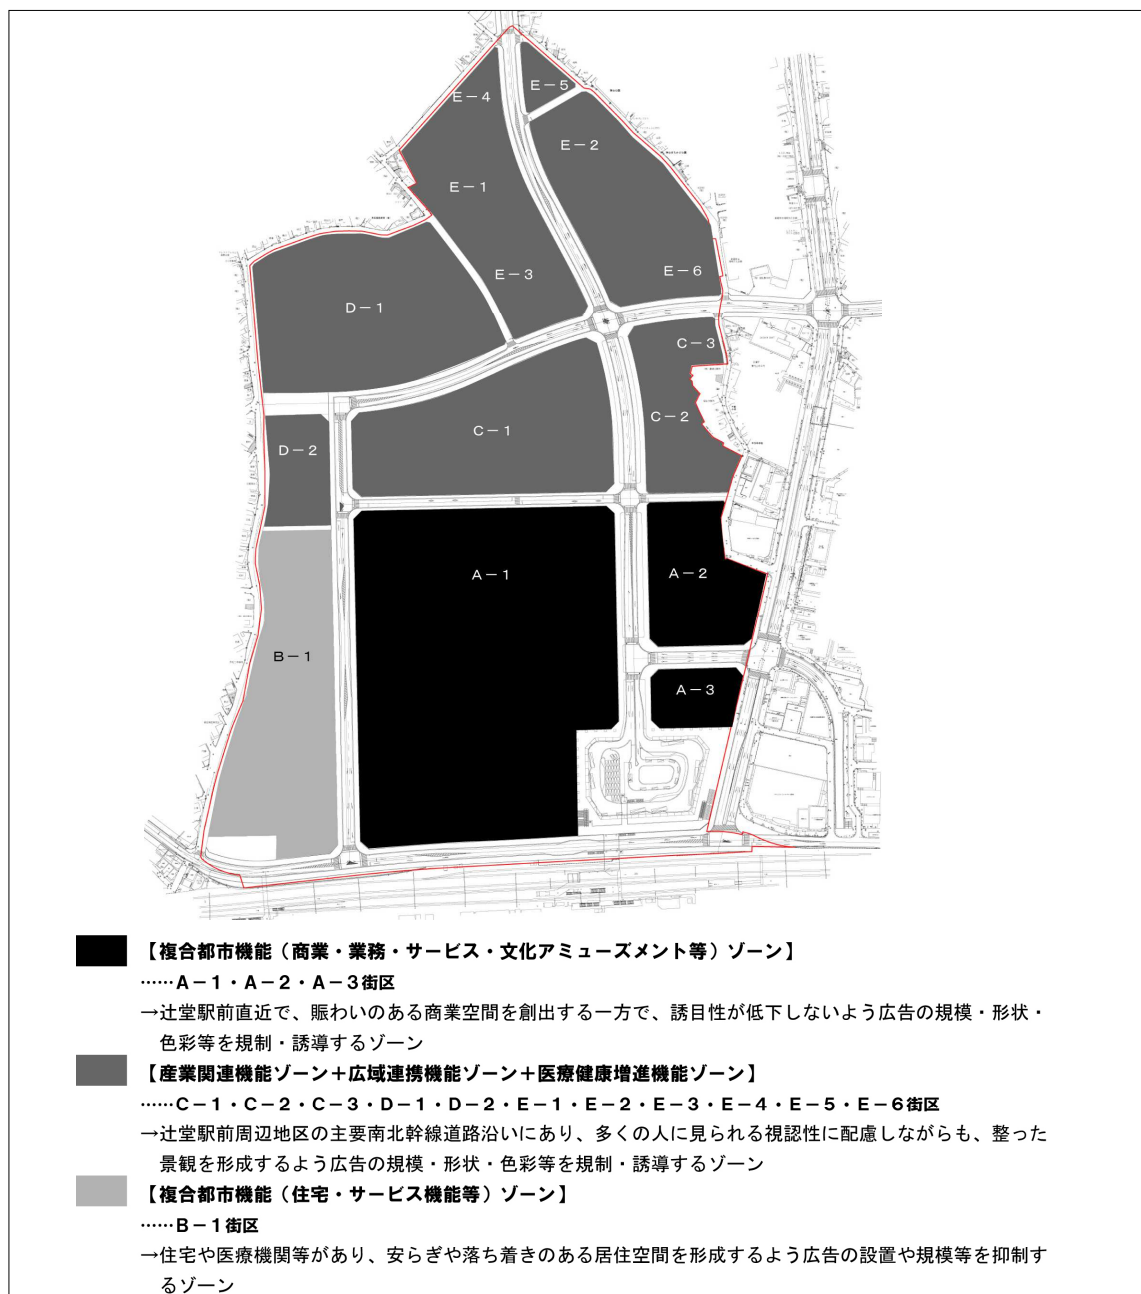 E－5
E－4
E－2
E－1
E－3
E－6
D－1
C－3
C－2
C－1
D－2
A－1
A－2
B－1
A－3
【複合都市機能（商業・業務・サービス・文化アミューズメント等）ゾーン】
……A－1・A－2・A－3街区
→辻堂駅前直近で、賑わいのある商業空間を創出する一方で、誘目性が低下しないよう広告の規模・形状・
色彩等を規制・誘導するゾーン
【産業関連機能ゾーン＋広域連携機能ゾーン＋医療健康増進機能ゾーン】
……C－1・C－2・C－3・D－1・D－2・E－1・E－2・E－3・E－4・E－5・E－6街区
→辻堂駅前周辺地区の主要南北幹線道路沿いにあり、多くの人に見られる視認性に配慮しながらも、整った
景観を形成するよう広告の規模・形状・色彩等を規制・誘導するゾーン
【複合都市機能（住宅・サービス機能等）ゾーン】
……B－1街区
→住宅や医療機関等があり、安らぎや落ち着きのある居住空間を形成するよう広告の設置や規模等を抑制す
るゾーン